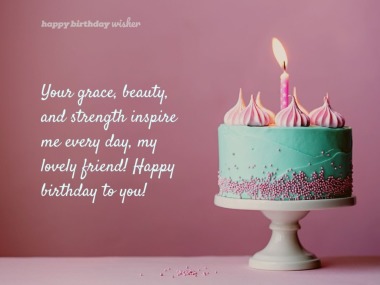 happy birthday wisher
Your grace, beauty,
and strength inspire
me every day, my
lovely friend! Happy
birthday to you!